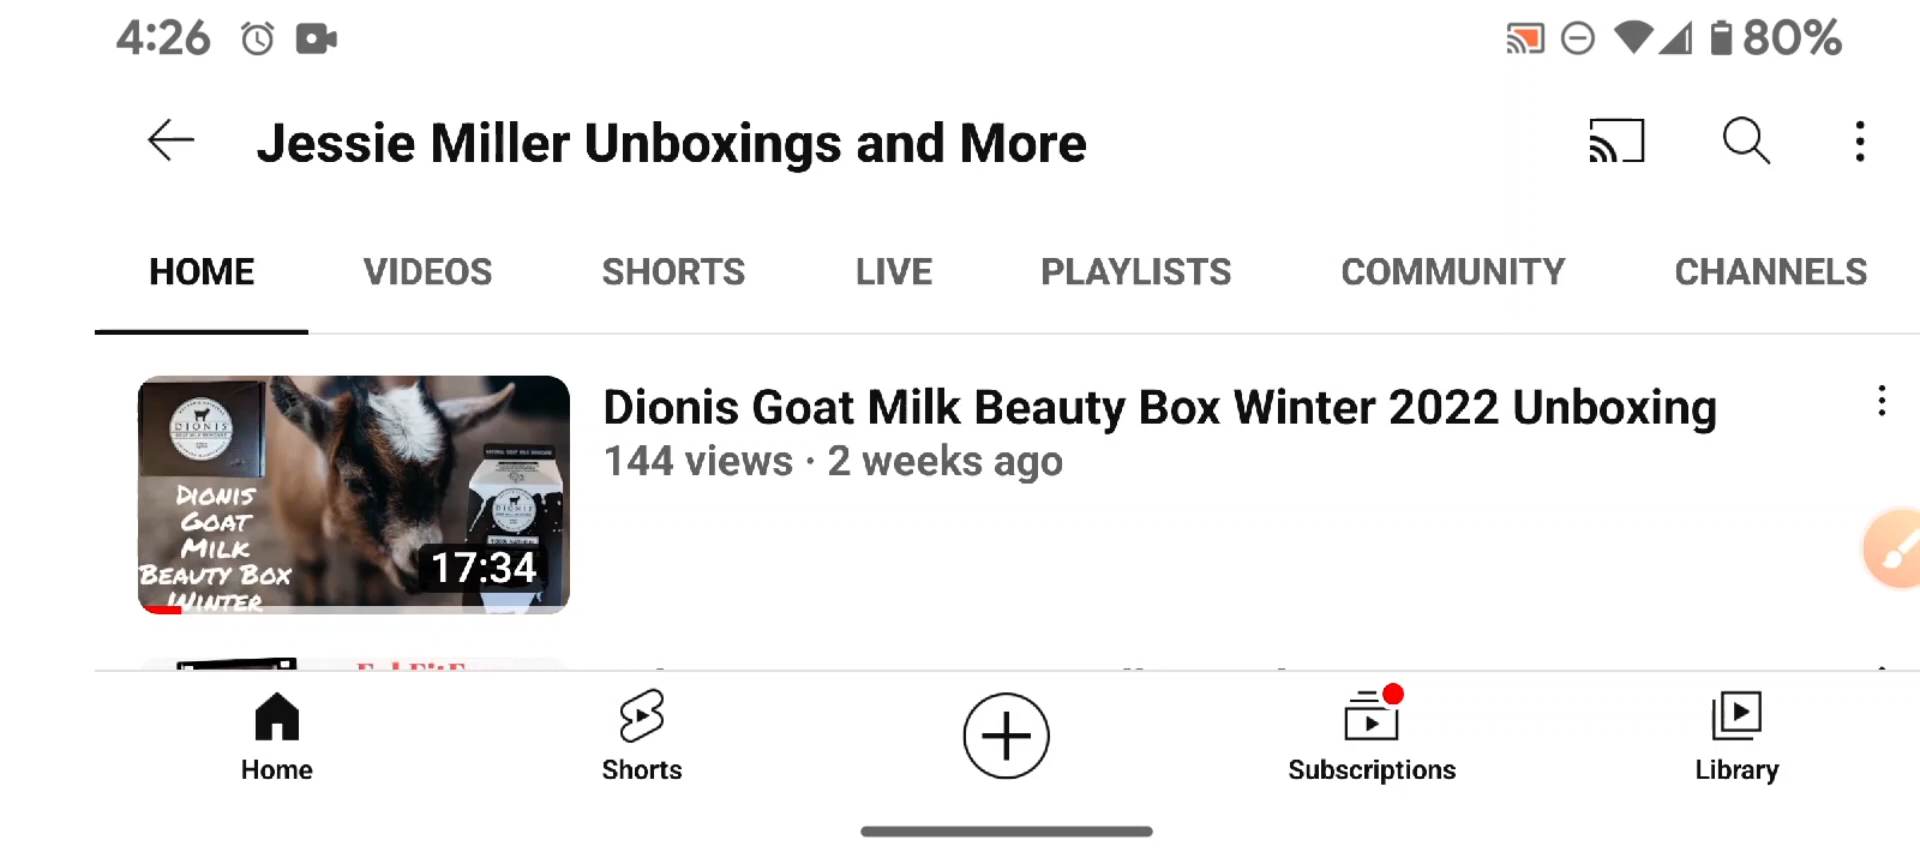 4:26
80%
Jessie Miller Unboxings and More
HOME VIDEOS SHORTS LIVE PLAYLISTS COMMUNITY CHANNELS
Dionis Goat Milk Beauty Box Winter 2022 Unboxing
144 views · 2 weeks ago
DIONIS
DIONIS
GOAT
MILK
BEAUTY BOX
WINTER
DIONIS
17:34
Home Shorts Subscriptions Library